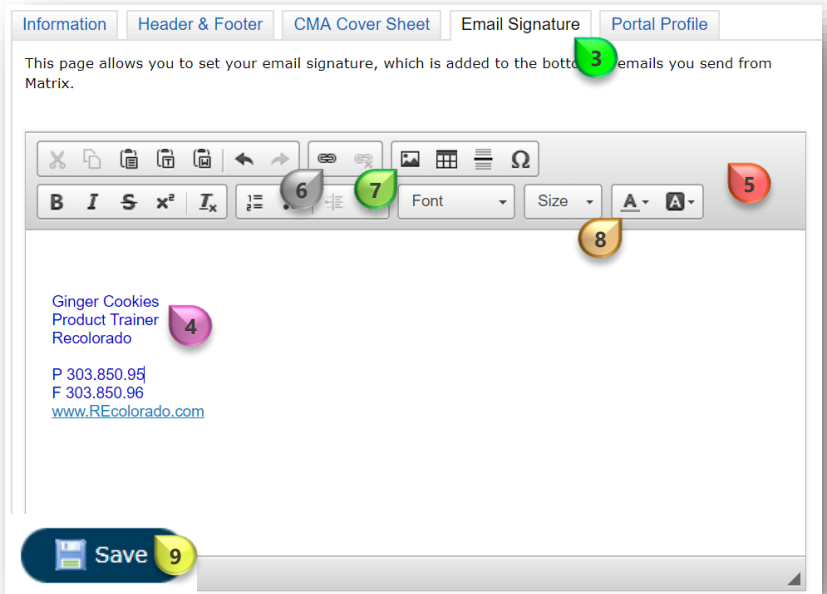 Information Header & Footer CMA Cover Sheet Email Signature Portal Profile
3
This page allows you to set your email signature, which is added to the emails you send from
Matrix.
Ω
6 7 5
B I S x² Tx Font Size A A
8
Ginger Cookies
Product Trainer
4
Recolorado
P 303.850.95
F 303.850.96
www.REcolorado.com
Save 9